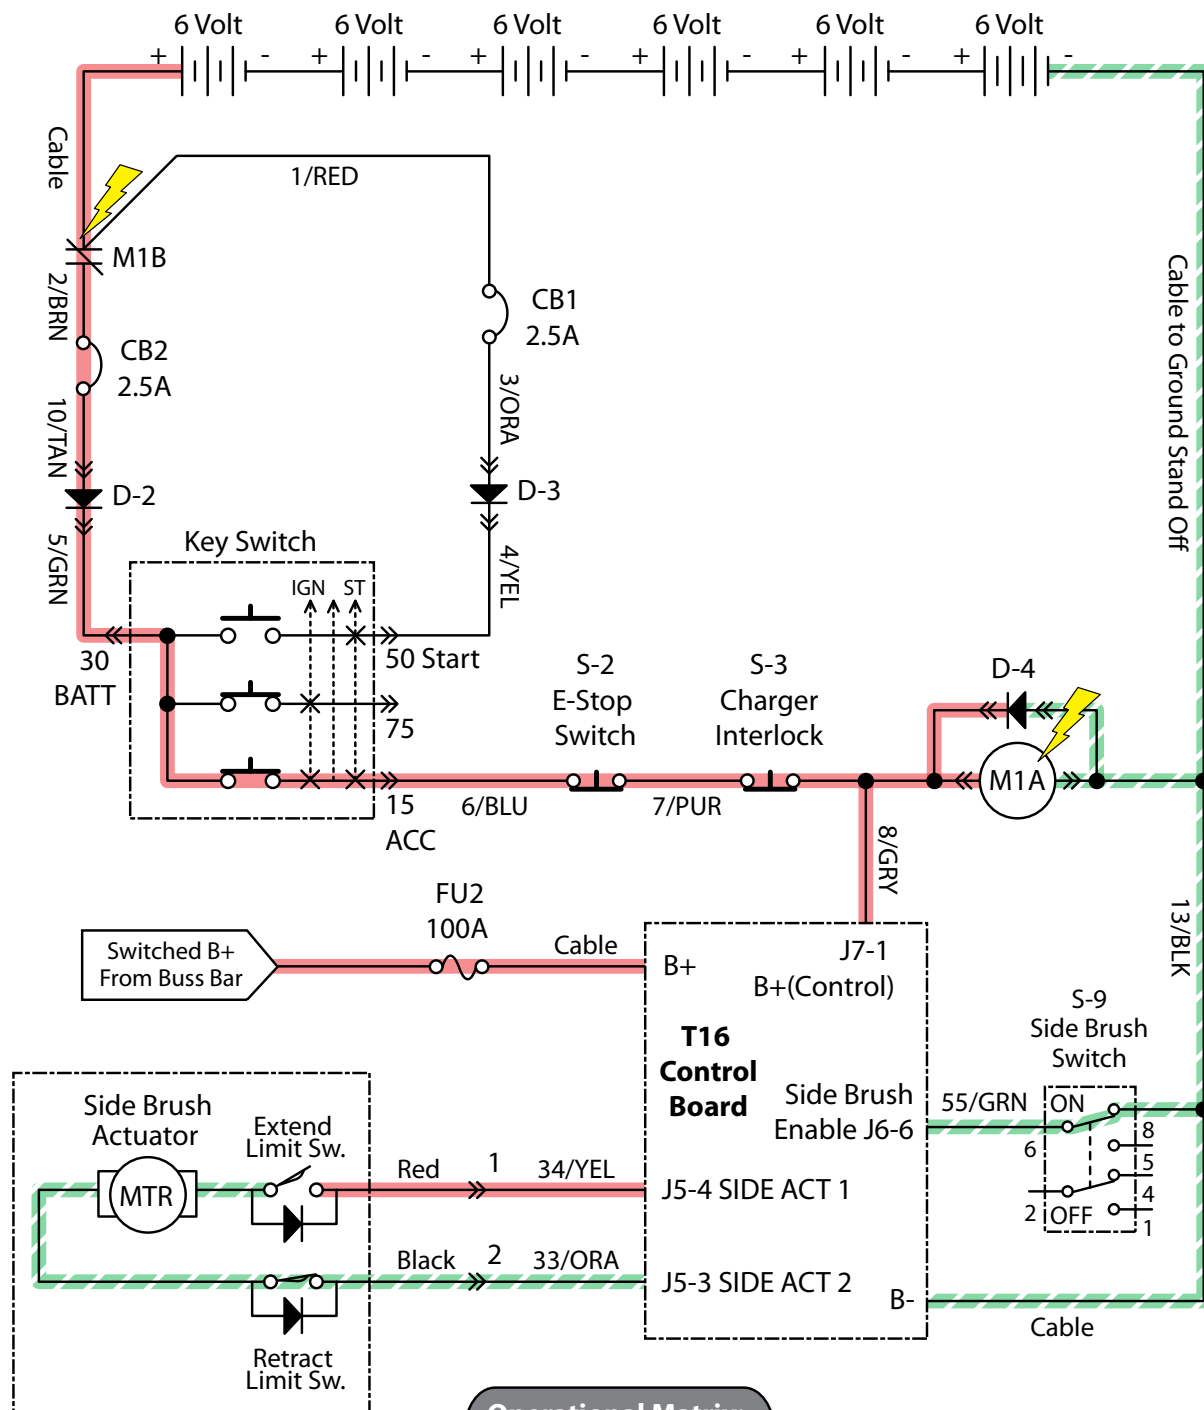 6 Volt 6 Volt 6 Volt 6 Volt 6 Volt 6 Volt
+ - + - + - + - + - + -
Cable
1/RED
M1B
2/BRN
CB1
2.5A
CB2
2.5A
Cable to Ground Stand Off
10/TAN
3/ORA
D-2
D-3
5/GRN
4/YEL
Key Switch
IGN ST
30
BATT
50 Start
75
15
ACC
S-2
E-Stop
Switch
S-3
Charger
Interlock
D-4
M1A
6/BLU
7/PUR
8/GRY
13/BLK
FU2
100A
Switched B+
From Buss Bar
Cable
B+
J7-1
B+(Control)
T16
Control
Board
Side Brush
Enable J6-6
55/GRN
S-9
Side Brush
Switch
ON
6
8
5
4
2
OFF
1
Side Brush
Actuator
MTR
Extend
Limit Sw.
Red
1
34/YEL
J5-4 SIDE ACT 1
Black
2
33/ORA
J5-3 SIDE ACT 2
B-
Cable
Retract
Limit Sw.
Operational Matrix